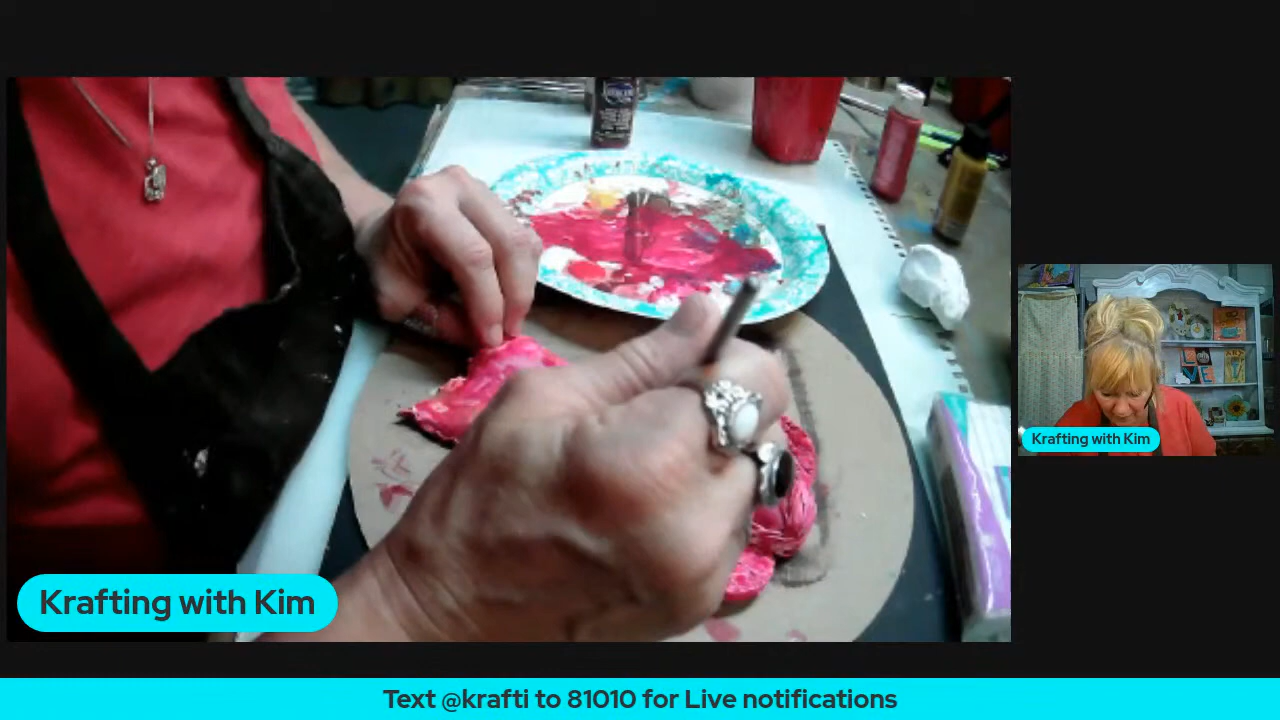 Krafting with Kim
Krafting with Kim
Text @krafti to 81010 for Live notifications